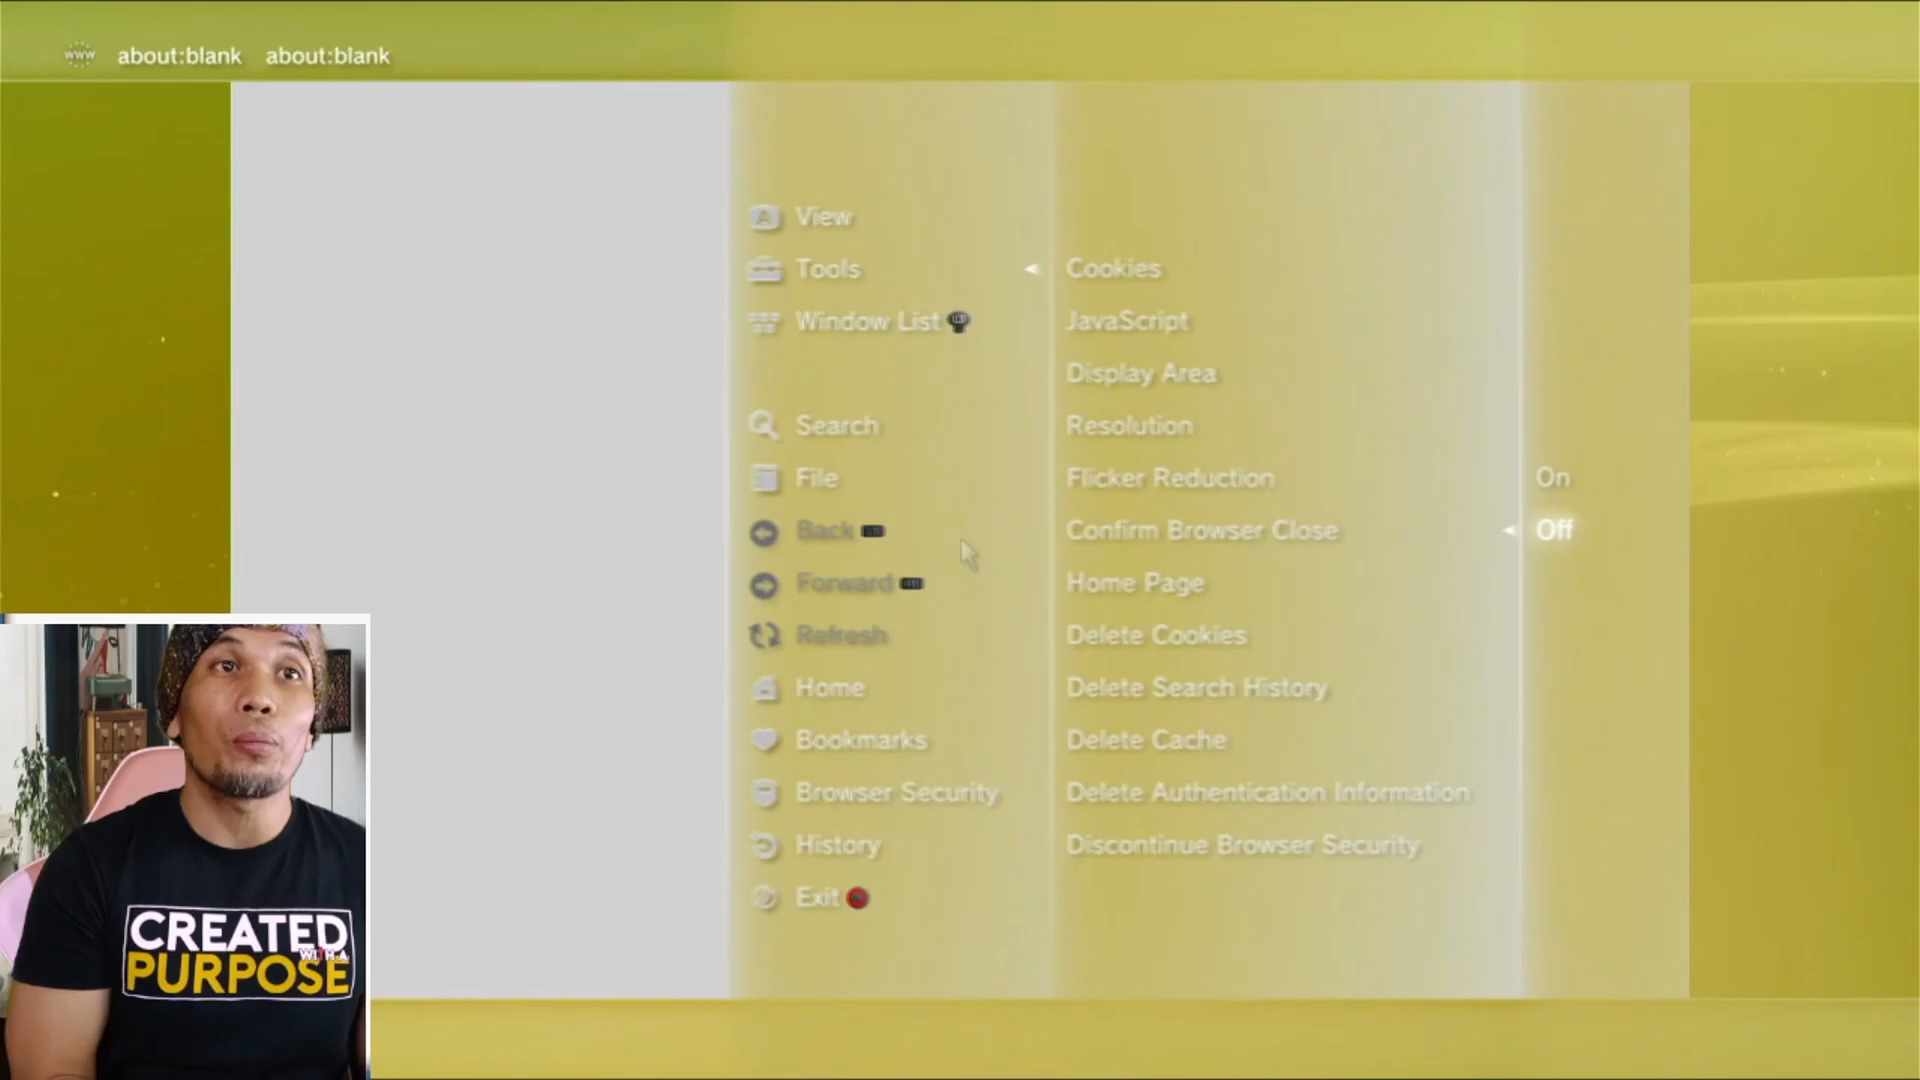 www about:blank about:blank
View
Tools
Cookies
Window List
JavaScript
Display Area
Search
Resolution
File
Flicker Reduction
On
Back
Confirm Browser Close
Off
Forward
Home Page
Refresh
Delete Cookies
Home
Delete Search History
Bookmarks
Delete Cache
Browser Security
Delete Authentication Information
History
Discontinue Browser Security
Exit
CREATED
WITH A
PURPOSE